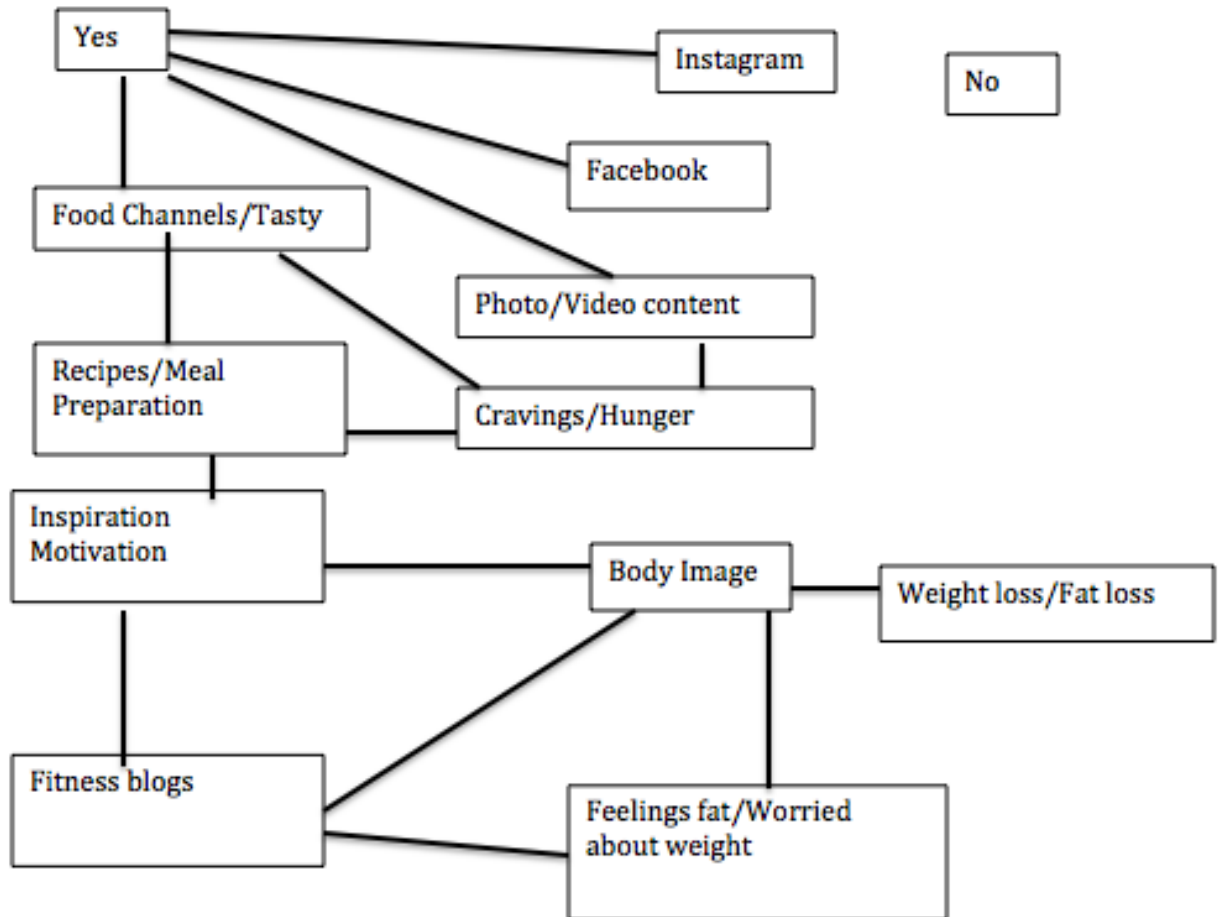 Yes
Instagram
No
Facebook
Food Channels/Tasty
Photo/Video content
Recipes/Meal
Preparation
Cravings/Hunger
Inspiration
Motivation
Body Image
Weight loss/Fat loss
Fitness blogs
Feelings fat/Worried
about weight